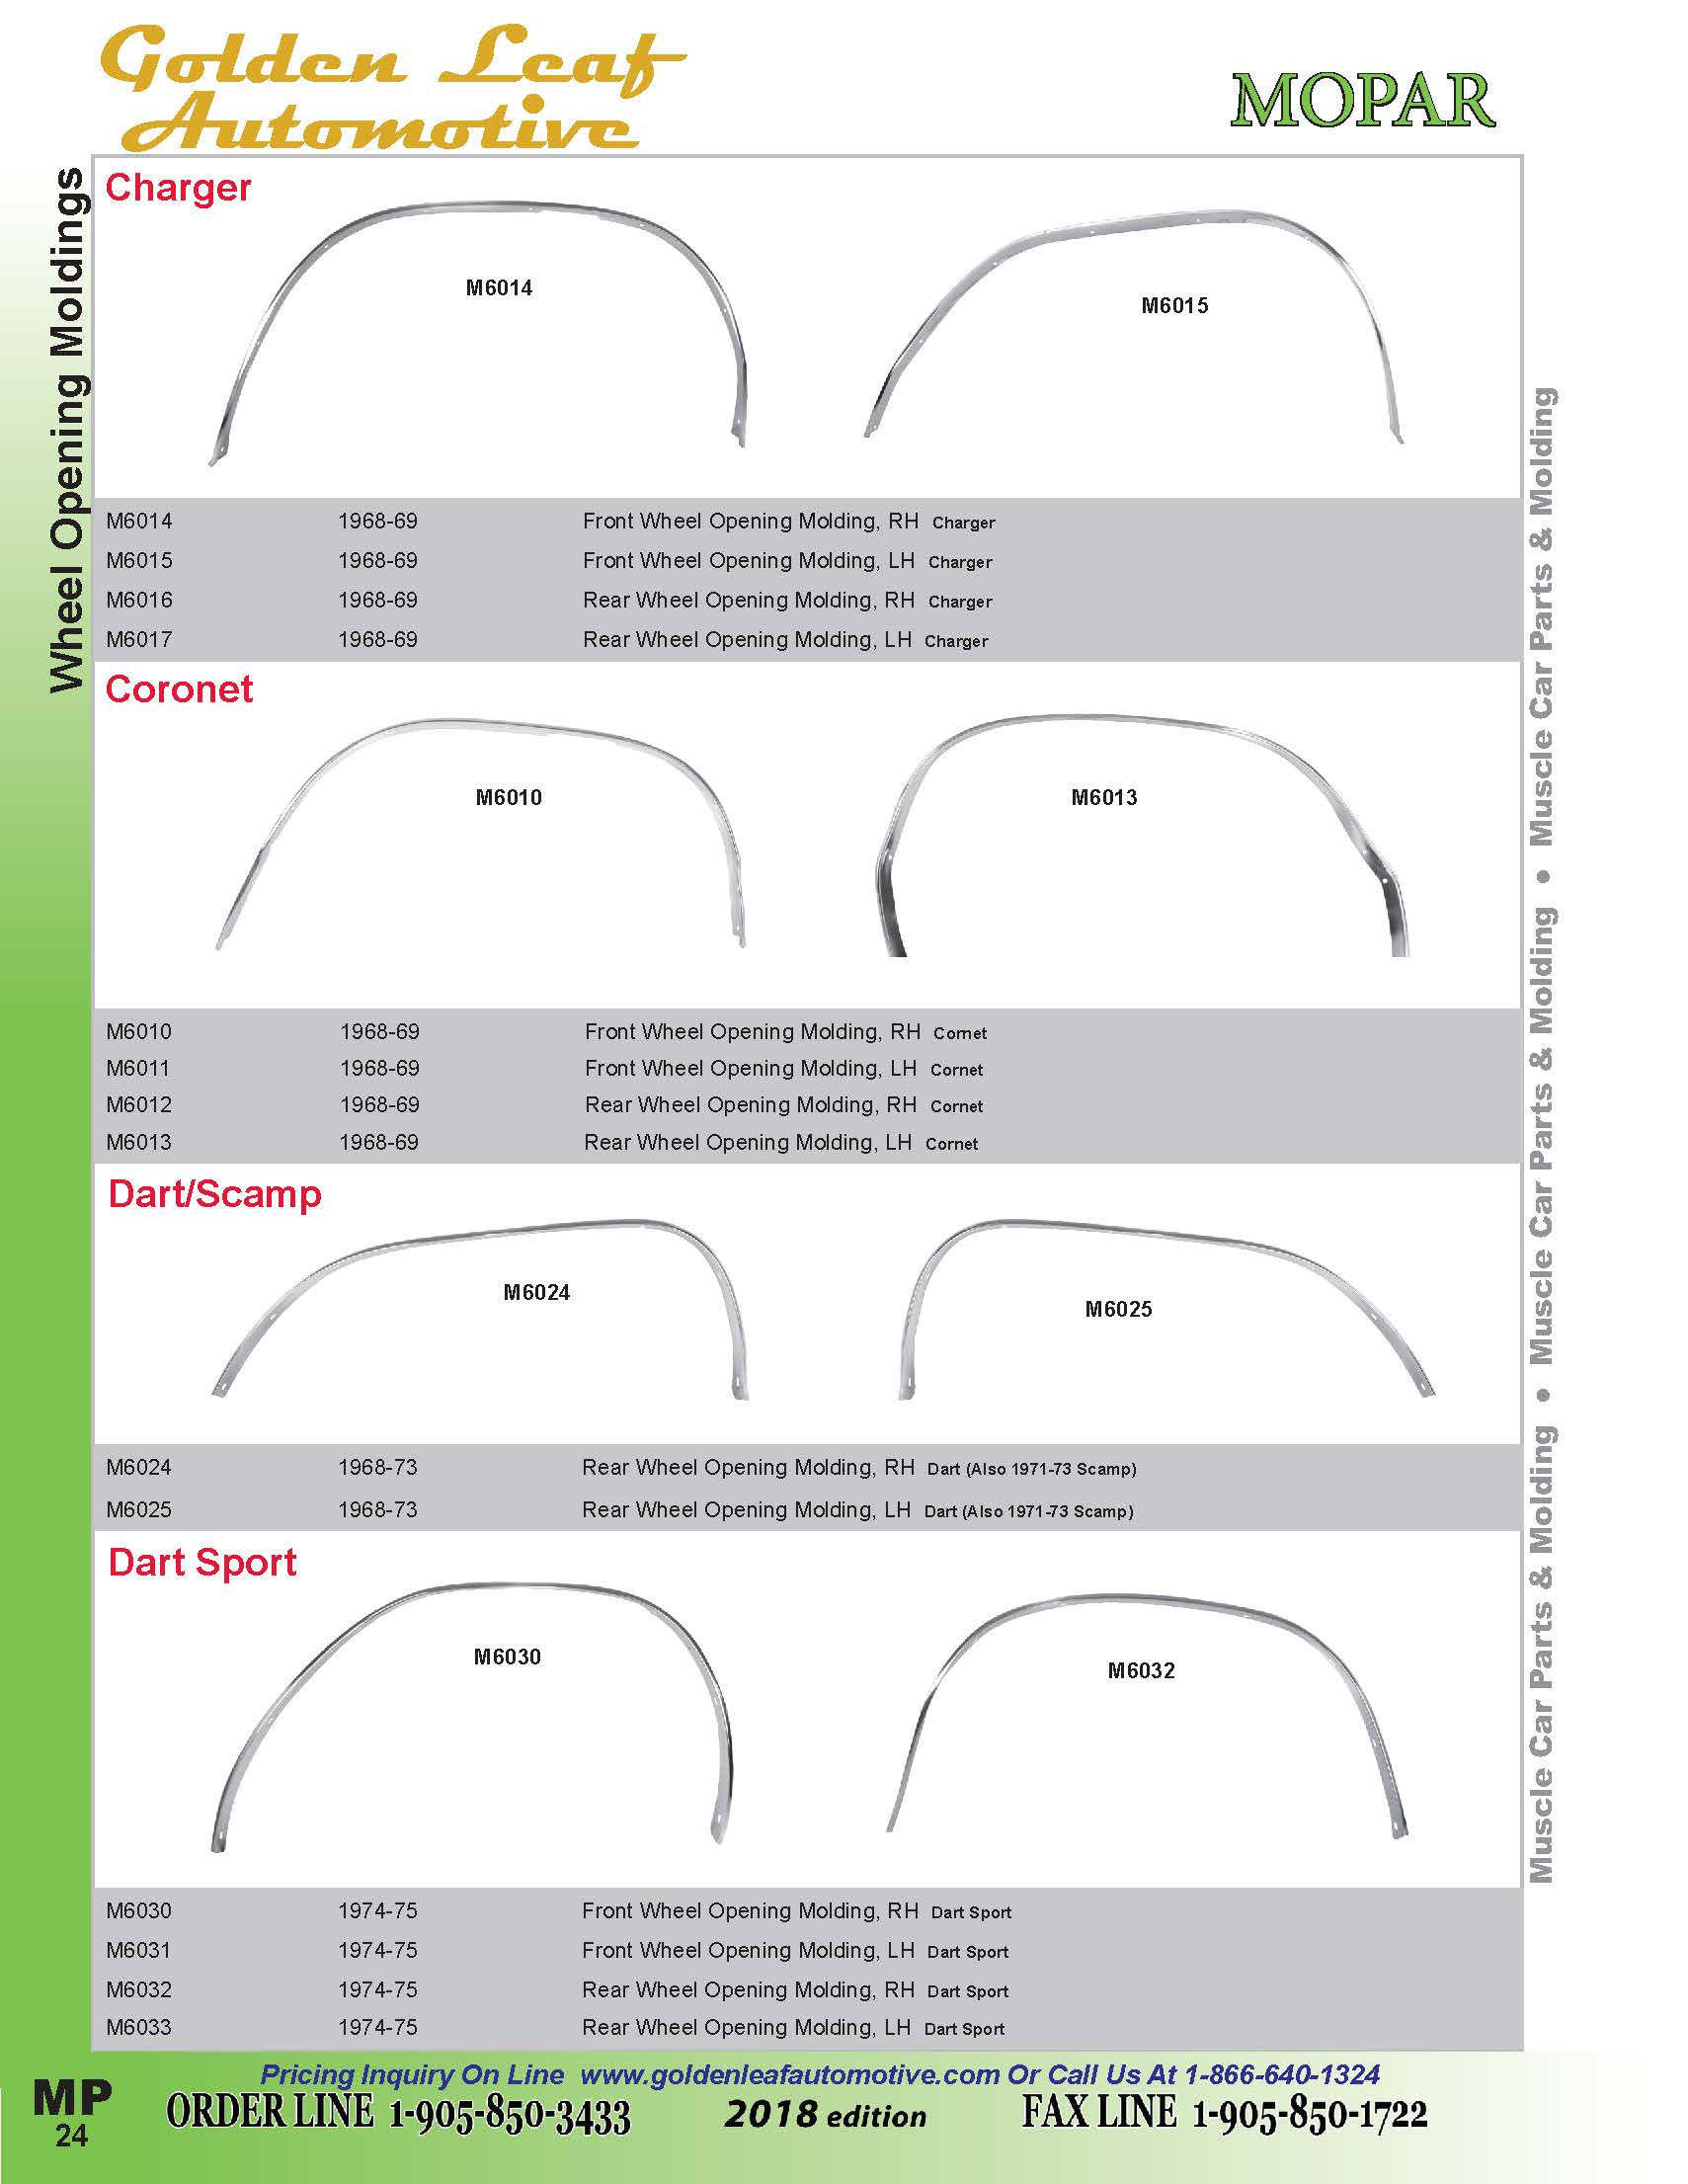 Golden Leaf
Automotive
MOPAR
Wheel Opening Moldings
Charger
M6014
M6015
M6014 1968-69 Front Wheel Opening Molding, RH Charger
M6015 1968-69 Front Wheel Opening Molding, LH Charger
M6016 1968-69 Rear Wheel Opening Molding, RH Charger
M6017 1968-69 Rear Wheel Opening Molding, LH Charger
Coronet
M6010
M6013
M6010 1968-69 Front Wheel Opening Molding, RH Cornet
M6011 1968-69 Front Wheel Opening Molding, LH Cornet
M6012 1968-69 Rear Wheel Opening Molding, RH Cornet
M6013 1968-69 Rear Wheel Opening Molding, LH Cornet
Dart/Scamp
M6024
M6025
M6024 1968-73 Rear Wheel Opening Molding, RH Dart (Also 1971-73 Scamp)
M6025 1968-73 Rear Wheel Opening Molding, LH Dart (Also 1971-73 Scamp)
Dart Sport
M6030
M6032
M6030 1974-75 Front Wheel Opening Molding, RH Dart Sport
M6031 1974-75 Front Wheel Opening Molding, LH Dart Sport
M6032 1974-75 Rear Wheel Opening Molding, RH Dart Sport
M6033 1974-75 Rear Wheel Opening Molding, LH Dart Sport
Muscle Car Parts & Molding • Muscle Car Parts & Molding • Muscle Car Parts & Molding
Pricing Inquiry On Line www.goldenleafautomotive.com Or Call Us At 1-866-640-1324
MP
24
ORDER LINE 1-905-850-3433 2018 edition FAX LINE 1-905-850-1722